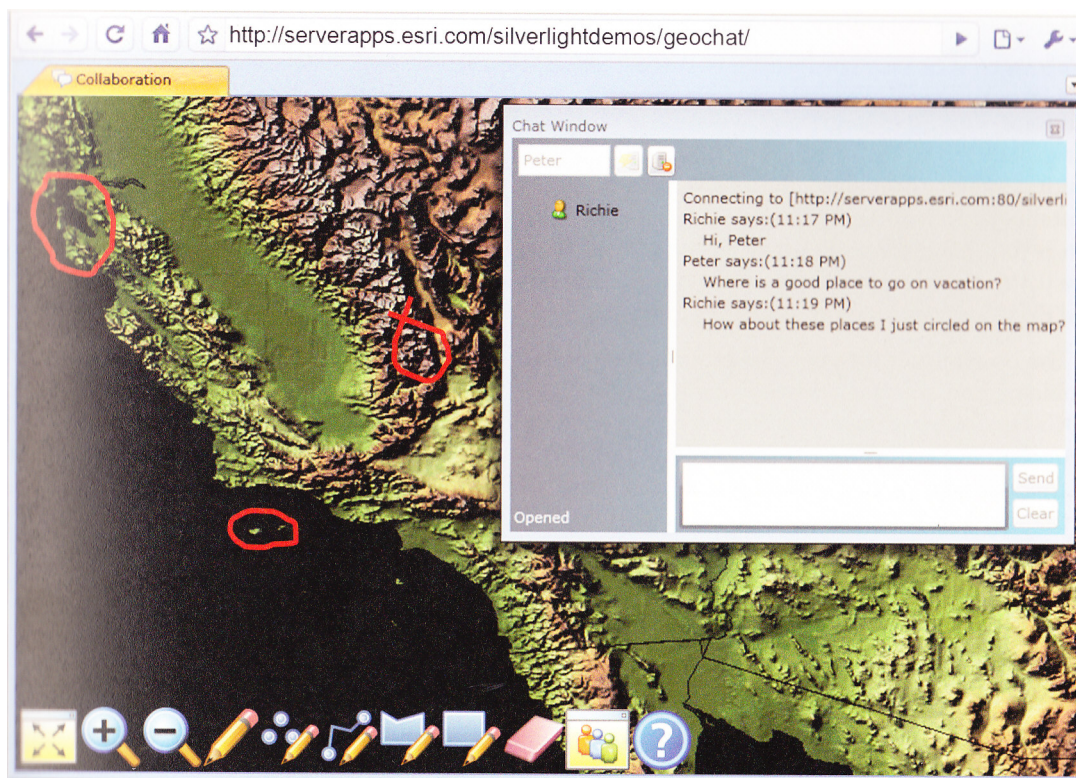 http://serverapps.esri.com/silverlightdemos/geochat/
Collaboration
Chat Window
Peter
Richie
Opened
Connecting to [http://serverapps.esri.com:80/silverli
Richie says:(11:17 PM)
Hi, Peter
Peter says:(11:18 PM)
Where is a good place to go on vacation?
Richie says:(11:19 PM)
How about these places I just circled on the map?
Send
Clear
?